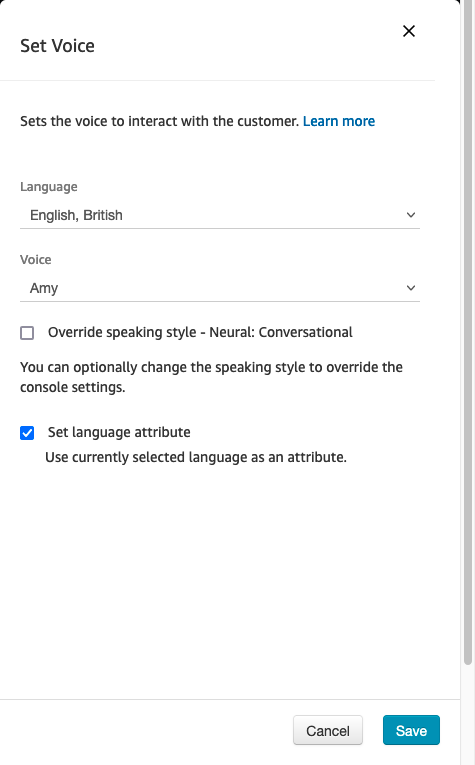 Set Voice
Sets the voice to interact with the customer. Learn more
Language
English, British
Voice
Amy
Override speaking style - Neural: Conversational
You can optionally change the speaking style to override the
console settings.
Set language attribute
Use currently selected language as an attribute.
Cancel
Save